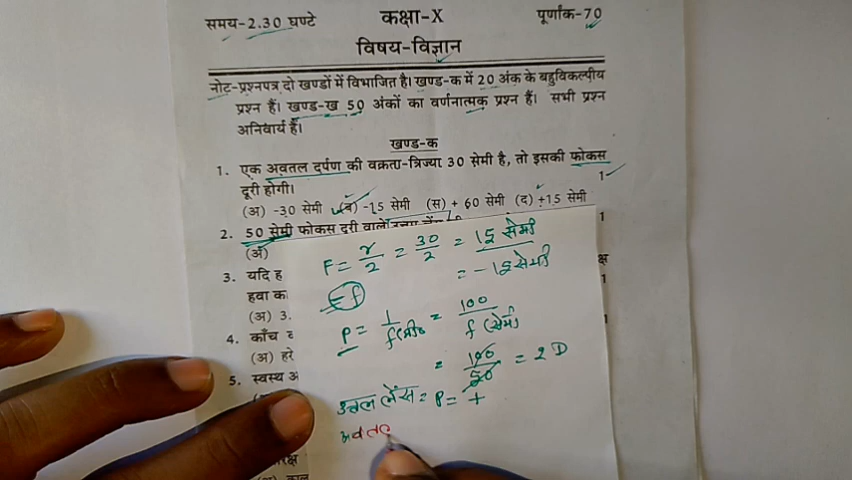 समय-2.30 घण्टे कक्षा-X पूर्णांक-70
विषय-विज्ञान
नोट-प्रश्नपत्र दो खण्डों में विभाजित है। खण्ड-क में 20 अंक के बहुविकल्पीय
प्रश्न हैं। खण्ड-ख 50 अंकों का वर्णनात्मक प्रश्न हैं। सभी प्रश्न
अनिवार्य हैं।
खण्ड-क
1. एक अवतल दर्पण की वक्रता-त्रिज्या 30 सेमी है, तो इसकी फोकस
दूरी होगी। 1
(अ) -30 सेमी (ब) -15 सेमी (स) + 60 सेमी (द) +15 सेमी
2. 50 सेमी फोकस दूरी वाले 1
(अ)
3. यदि ह
हवा क 1
(अ) 3.
4. काँच 1
(अ) हरे
5. स्वस्थ अ
F = r/2 = 30/2 = 15 सेमी
= -15 सेमी
P = 1/f(मी०) = 100/f(सेमी)
= 100/50 = 2 D
उत्तल लेंस = P = +
अवतल